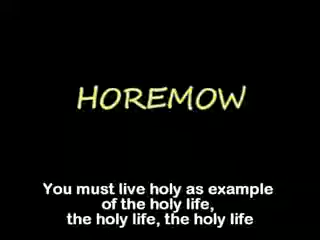 HOREMOW
You must live holy as example
of the holy life,
the holy life, the holy life